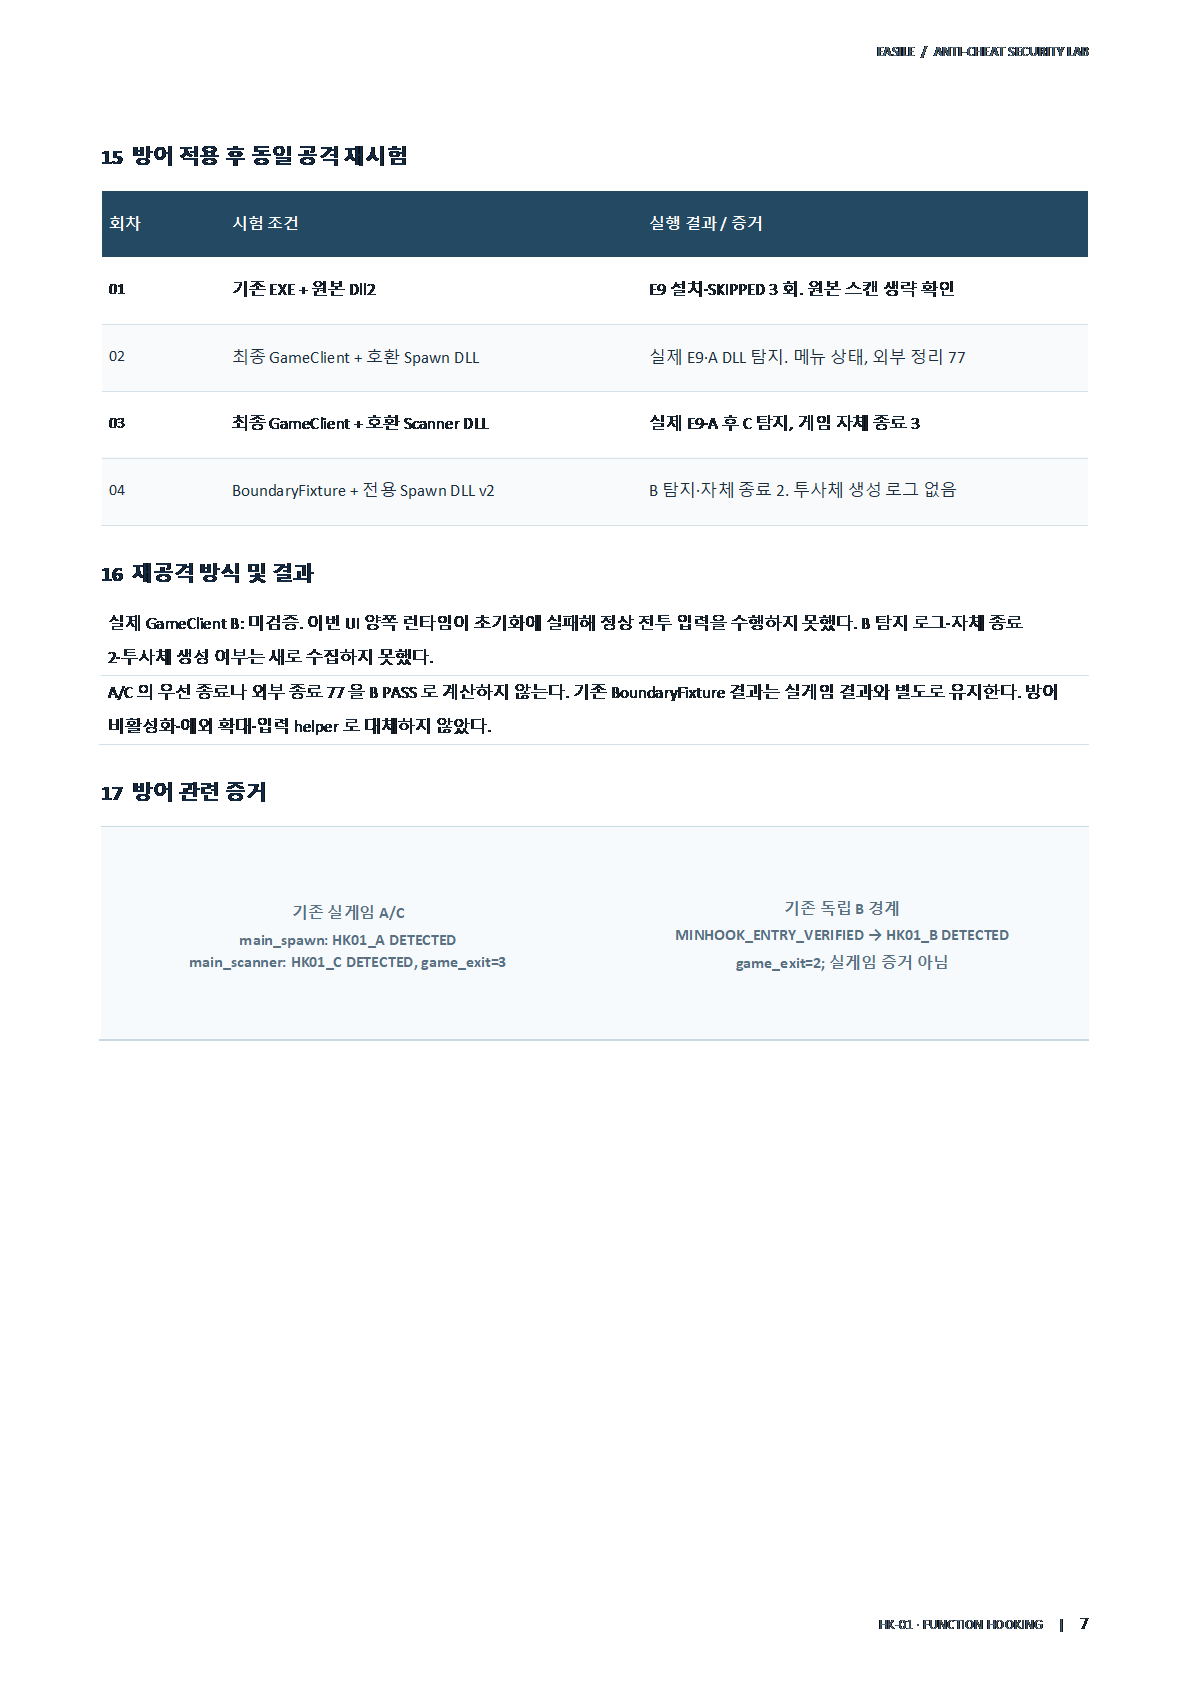 EASILE / ANTI-CHEAT SECURITY LAB
15 방어 적용 후 동일 공격 재시험
회차 시험 조건 실행 결과 / 증거
01 기존 EXE + 원본 Dll2 E9 설치·SKIPPED 3 회. 원본 스캔 생략 확인
02 최종 GameClient + 호환 Spawn DLL 실제 E9·A DLL 탐지. 메뉴 상태, 외부 정리 77
03 최종 GameClient + 호환 Scanner DLL 실제 E9·A 후 C 탐지, 게임 자체 종료 3
04 BoundaryFixture + 전용 Spawn DLL v2 B 탐지·자체 종료 2. 투사체 생성 로그 없음
16 재공격 방식 및 결과
실제 GameClient B: 미검증. 이번 UI 양쪽 런타임이 초기화에 실패해 정상 전투 입력을 수행하지 못했다. B 탐지 로그·자체 종료
2·투사체 생성 여부는 새로 수집하지 못했다.
A/C 의 우선 종료나 외부 종료 77 을 B PASS 로 계산하지 않는다. 기존 BoundaryFixture 결과는 실게임 결과와 별도로 유지한다. 방어
비활성화·예외 확대·입력 helper 로 대체하지 않았다.
17 방어 관련 증거
기존 실게임 A/C
main_spawn: HK01_A DETECTED
main_scanner: HK01_C DETECTED, game_exit=3
기존 독립 B 경계
MINHOOK_ENTRY_VERIFIED → HK01_B DETECTED
game_exit=2; 실게임 증거 아님
HK-01 · FUNCTION HOOKING | 7